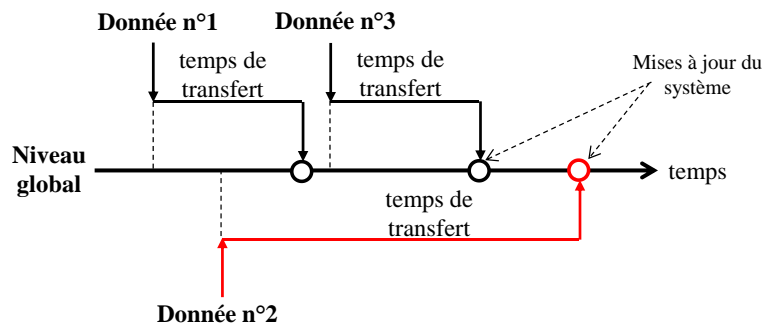 Donnée n°1
Donnée n°3
temps de
transfert
temps de
transfert
Mises à jour du
système
Niveau
global
temps
temps de
transfert
Donnée n°2